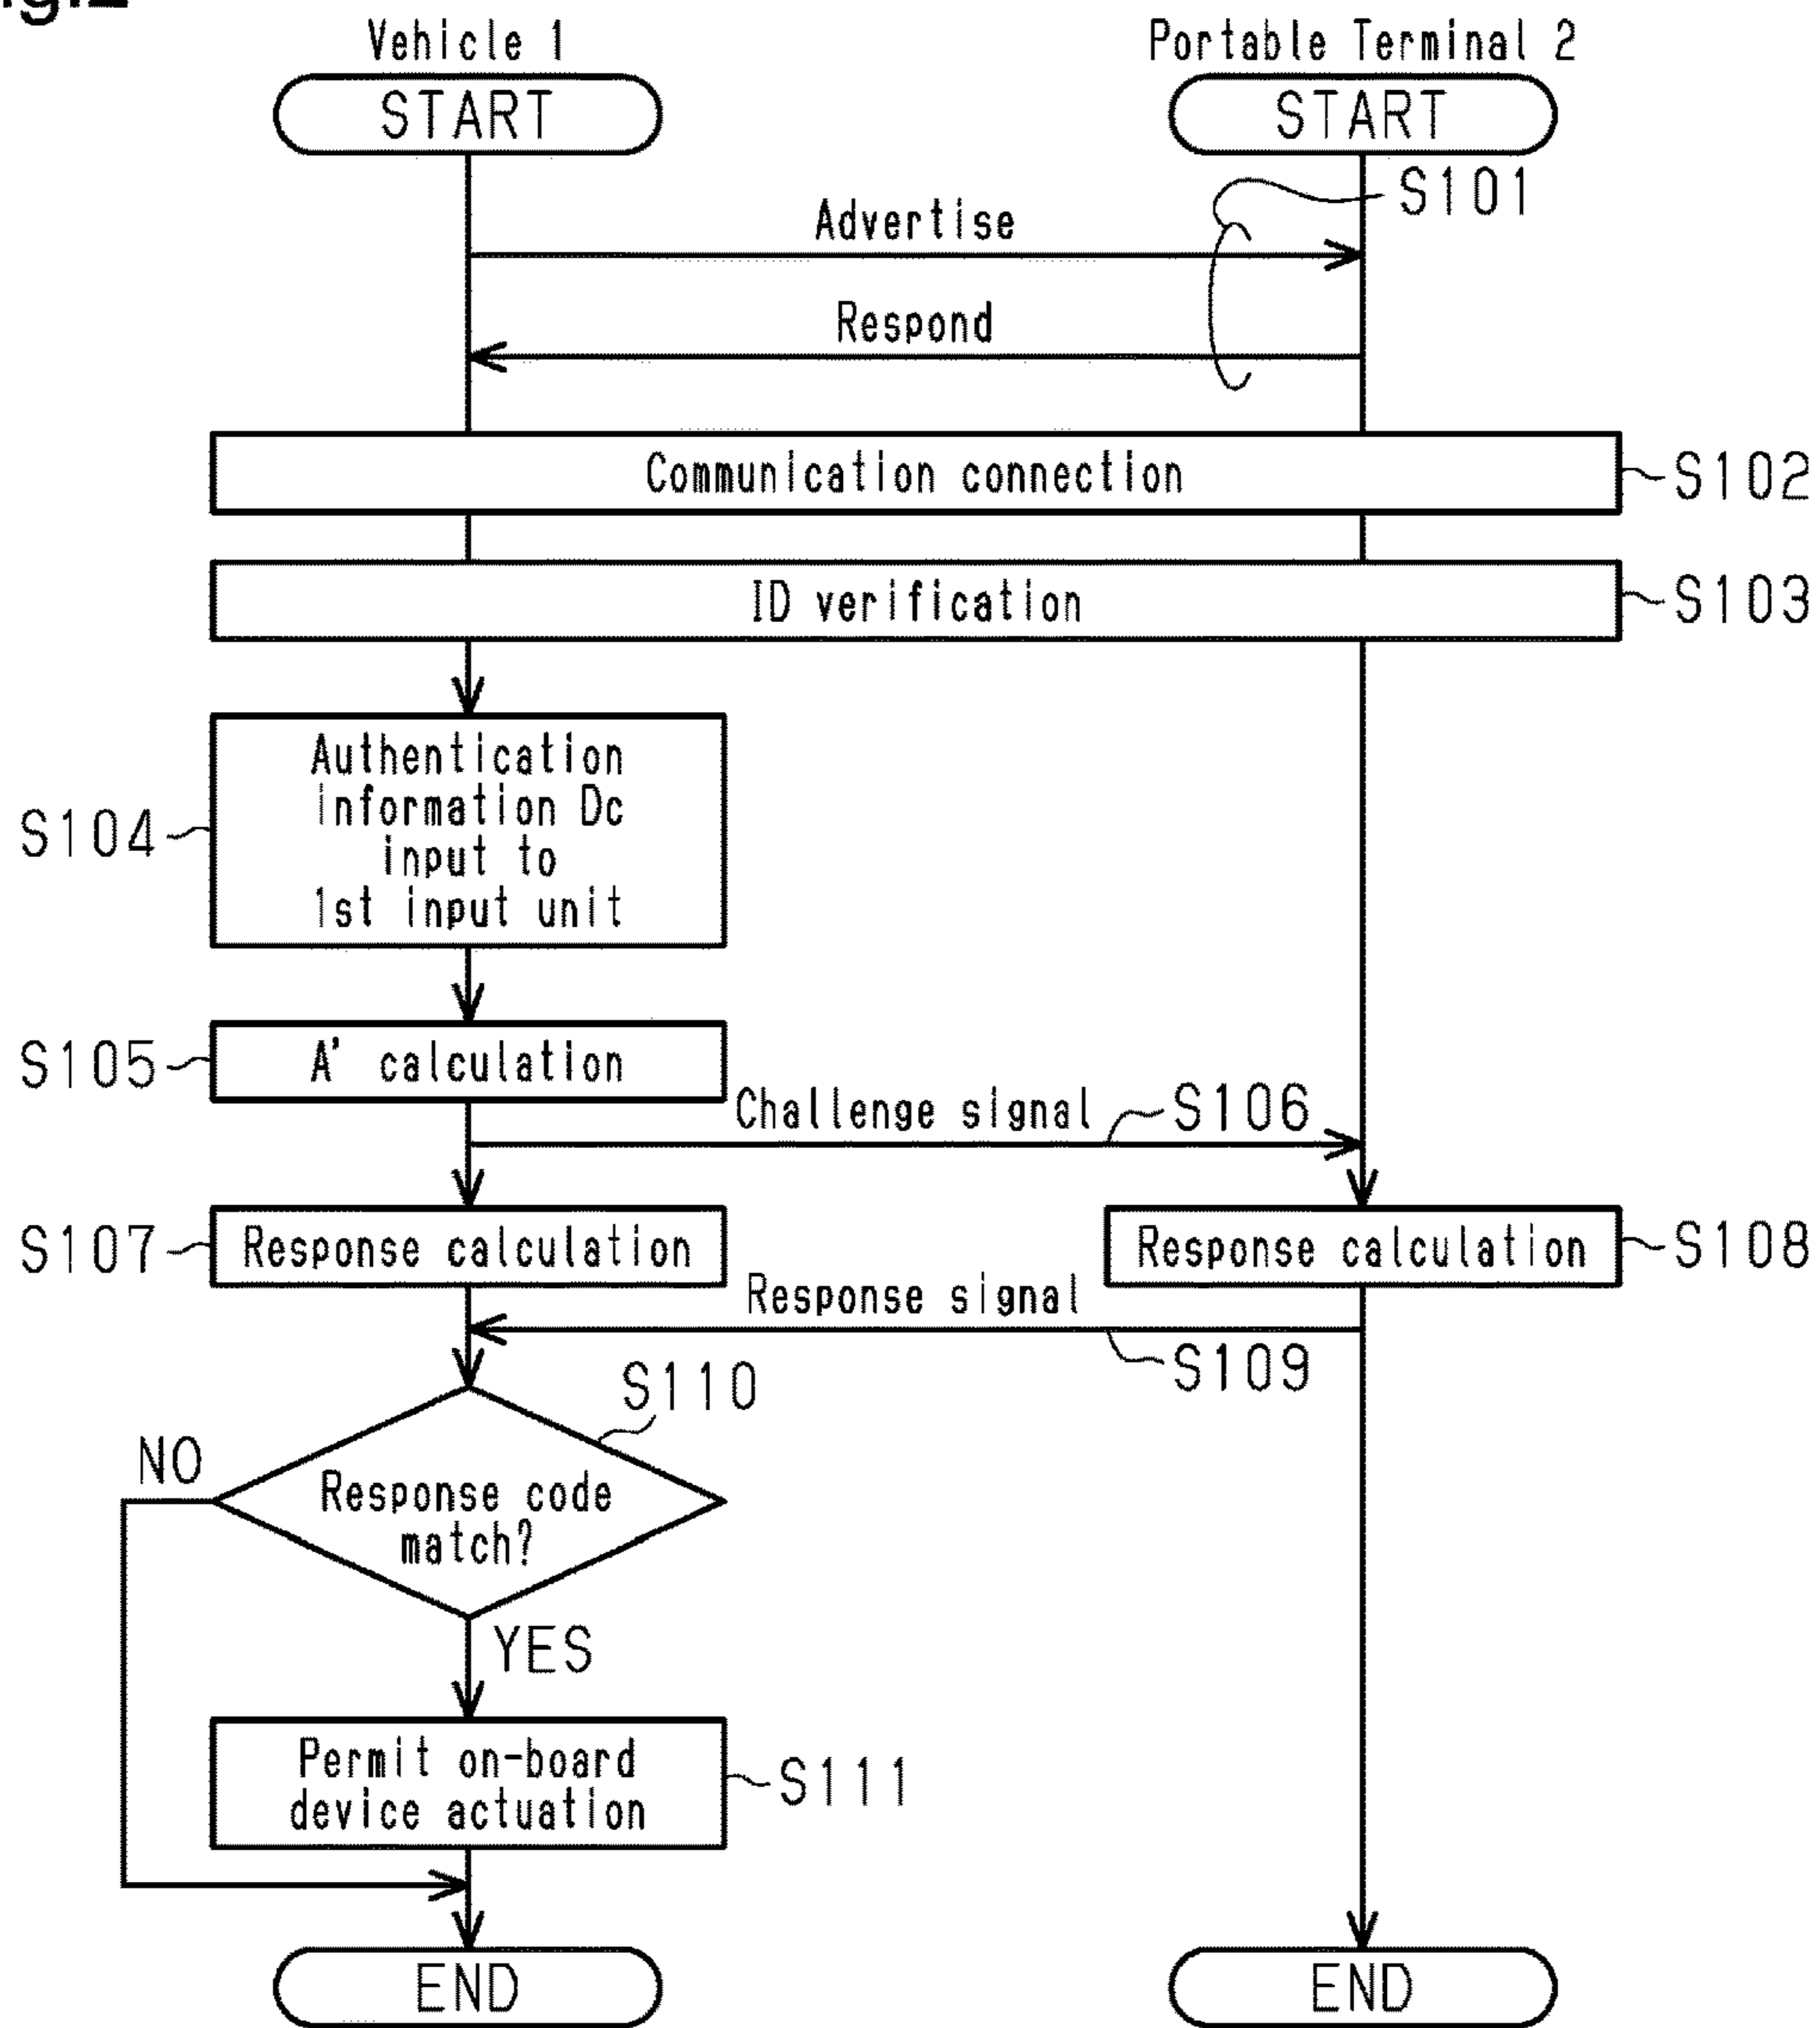 Vehicle 1
Portable Terminal 2
START
START
S101
Advertise
Respond
Communication connection
S102
ID verification
S103
Authentication
information Dc
input to
1st input unit
S104
A' calculation
S105
Challenge signal
S106
Response calculation
S107
Response calculation
S108
Response signal
S109
S110
NO
Response code
match?
YES
Permit on-board
device actuation
S111
END
END